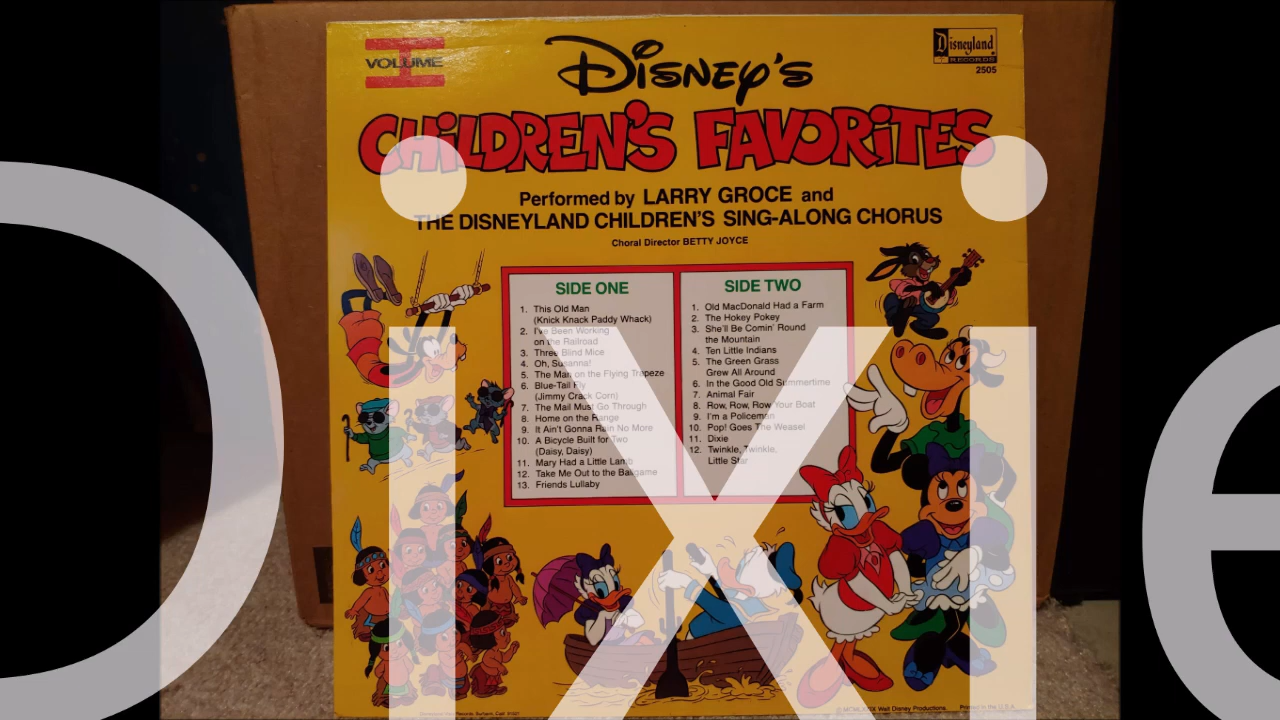 VOLUME I
Disney's
Disneyland
RECORDS
2505
CHILDREN'S FAVORITES
Performed by LARRY GROCE and
THE DISNEYLAND CHILDREN'S SING-ALONG CHORUS
Choral Director BETTY JOYCE
SIDE ONE
1. This Old Man
(Knick Knack Paddy Whack)
2. I've Been Working
on the Railroad
3. Three Blind Mice
4. Oh, Susanna!
5. The Man on the Flying Trapeze
6. Blue-Tail Fly
(Jimmy Crack Corn)
7. The Mail Must Go Through
8. Home on the Range
9. It Ain't Gonna Rain No More
10. A Bicycle Built for Two
(Daisy, Daisy)
11. Mary Had a Little Lamb
12. Take Me Out to the Ballgame
13. Friends Lullaby
SIDE TWO
1. Old MacDonald Had a Farm
2. The Hokey Pokey
3. She'll Be Comin' Round
the Mountain
4. Ten Little Indians
5. The Green Grass
Grew All Around
6. In the Good Old Summertime
7. Animal Fair
8. Row, Row, Row Your Boat
9. I'm a Policeman
10. Pop! Goes The Weasel
11. Dixie
12. Twinkle, Twinkle,
Little Star
Dixie
© MCMLXXIX Walt Disney Productions. Printed in the U.S.A.